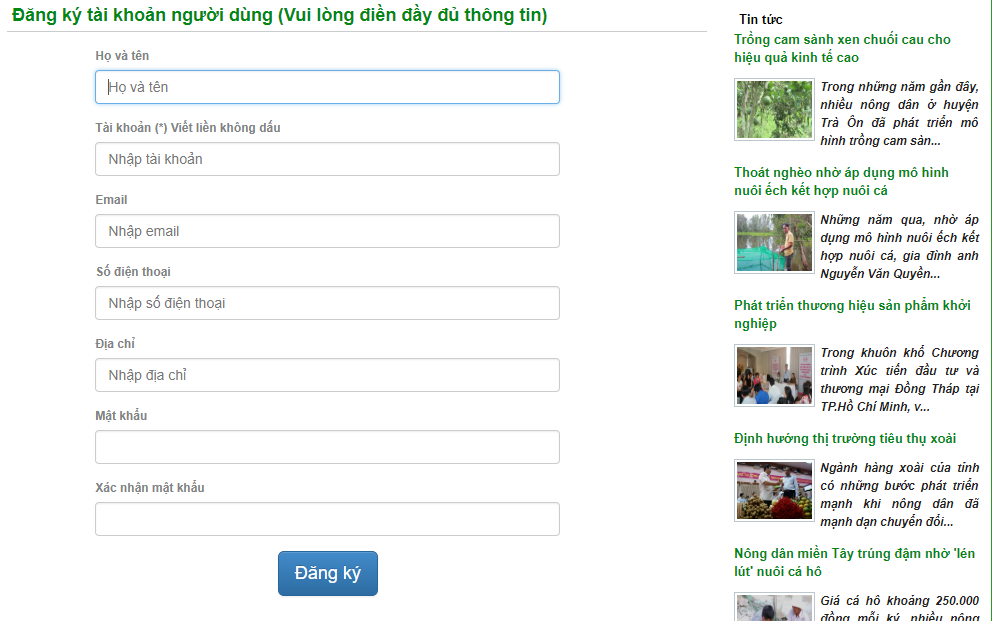 Đăng ký tài khoản người dùng (Vui lòng điền đầy đủ thông tin)
Họ và tên
Họ và tên
Tài khoản (*) Viết liền không dấu
Nhập tài khoản
Email
Nhập email
Số điện thoại
Nhập số điện thoại
Địa chỉ
Nhập địa chỉ
Mật khẩu
Xác nhận mật khẩu
Đăng ký
Tin tức
Trồng cam sành xen chuối cau cho
hiệu quả kinh tế cao
Trong những năm gần đây,
nhiều nông dân ở huyện
Trà Ôn đã phát triển mô
hình trồng cam sàn...
Thoát nghèo nhờ áp dụng mô hình
nuôi ếch kết hợp nuôi cá
Những năm qua, nhờ áp
dụng mô hình nuôi ếch kết
hợp nuôi cá, gia đình anh
Nguyễn Văn Quyền...
Phát triển thương hiệu sản phẩm khởi
nghiệp
Trong khuôn khổ Chương
trình Xúc tiến đầu tư và
thương mại Đồng Tháp tại
TP.Hồ Chí Minh, v...
Định hướng thị trường tiêu thụ xoài
Ngành hàng xoài của tỉnh
có những bước phát triển
mạnh khi nông dân đã
mạnh dạn chuyển đổi...
Nông dân miền Tây trúng đậm nhờ 'lén
lút' nuôi cá hô
Giá cá hô khoảng 250.000
đồng mỗi ký, nhiều nông